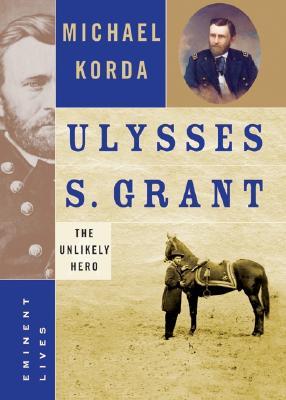 MICHAEL
KORDA
ULYSSES
S. GRANT
THE
UNLIKELY
HERO
EMINENT
LIVES